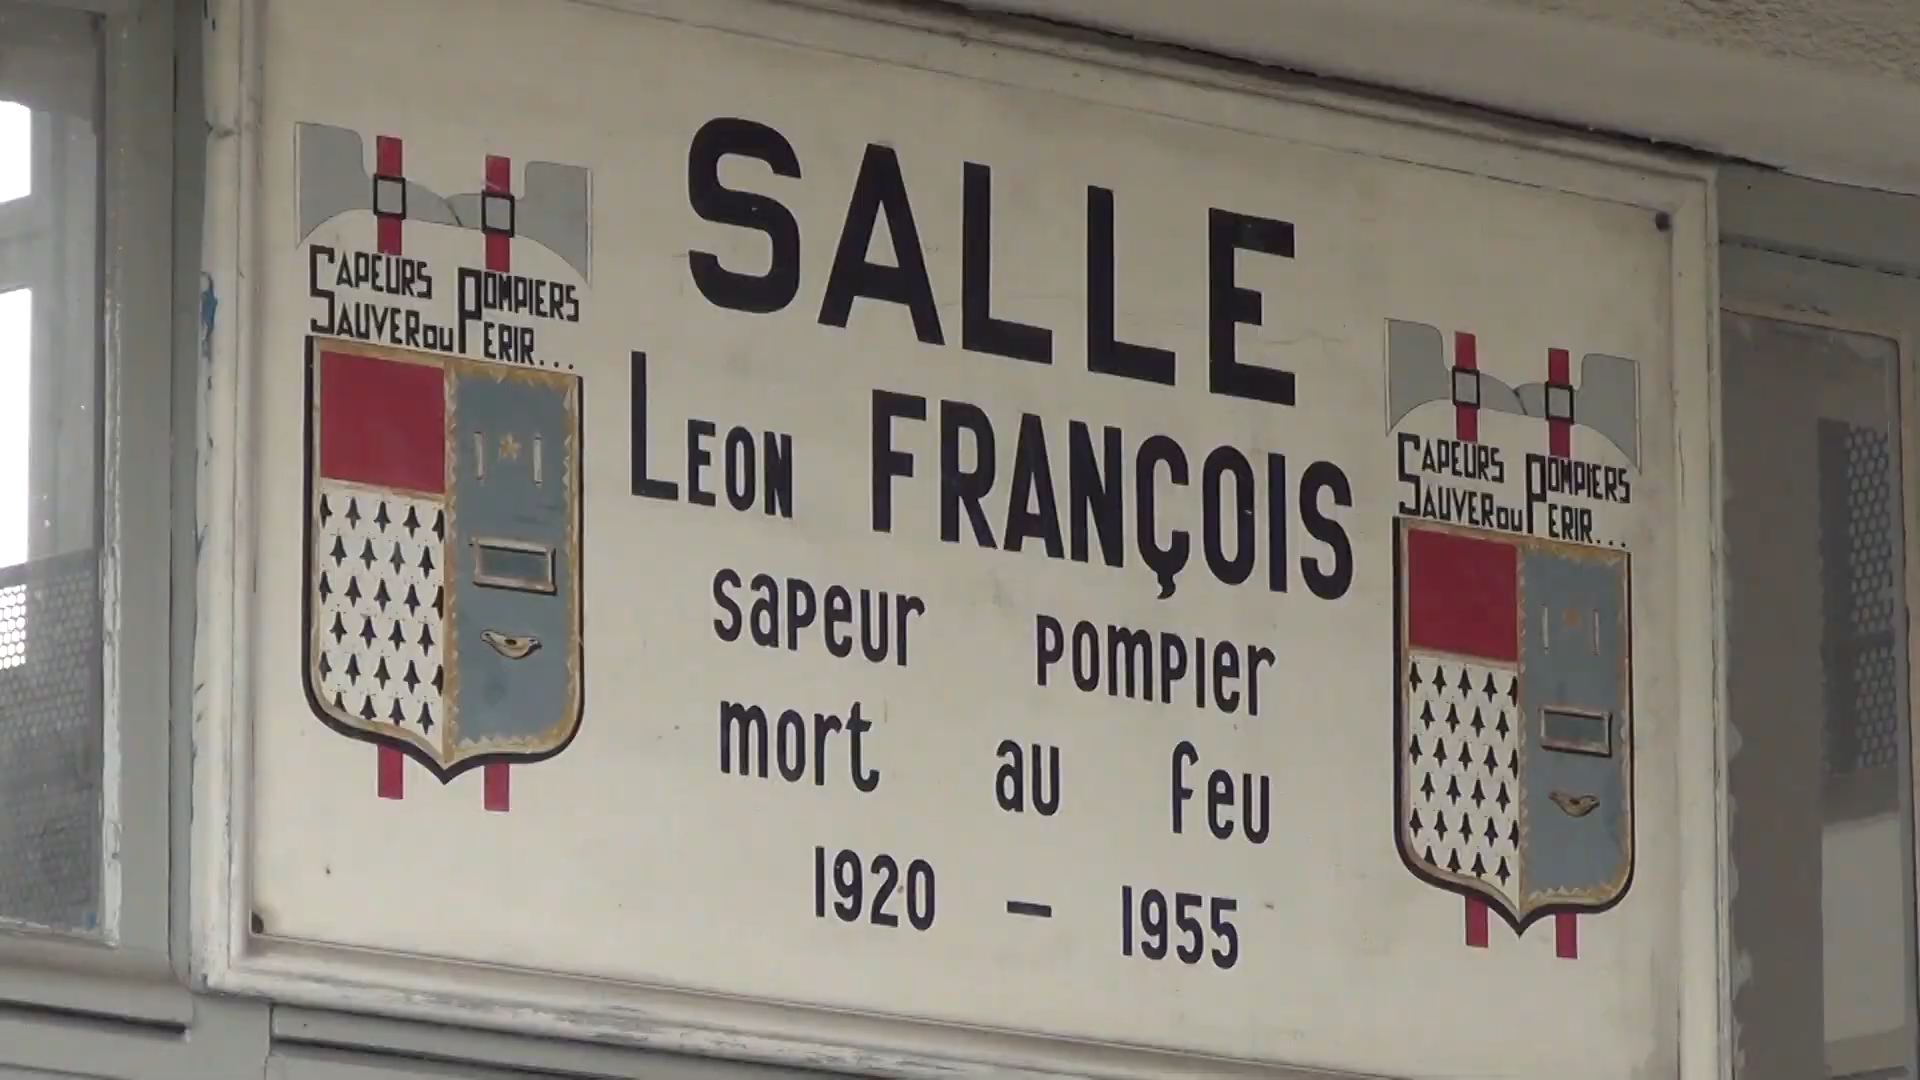 SAPEURS POMPIERS
SAUVER OU PERIR...
SALLE
LEON FRANÇOIS
sapeur pompier
mort au feu
1920 – 1955
SAPEURS POMPIERS
SAUVER OU PERIR...